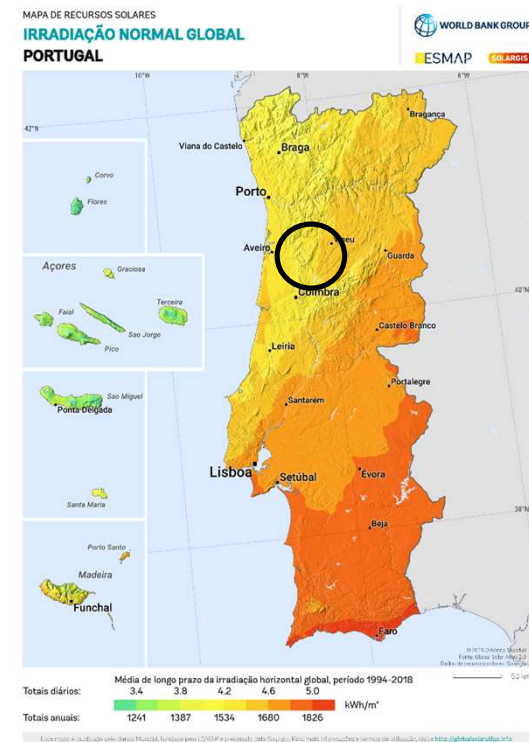 MAPA DE RECURSOS SOLARES
IRRADIAÇÃO NORMAL GLOBAL
PORTUGAL
WORLD BANK GROUP
ESMAP
SOLARGIS
10°W
8°W
6°W
42°N
Bragança
Viana do Castelo
Braga
Corvo
Porto
Flores
Aveiro
Guarda
Açores
Graciosa
40°N
Coimbra
Terceira
Faial
Castelo Branco
Sao Jorge
Pico
Leiria
Portalegre
Sao Miguel
Santarém
Ponta Delgada
Lisboa
Setúbal
Évora
Santa Maria
38°N
Beja
Porto Santo
Madeira
Funchal
Faro
Média de longo prazo da irradiação horizontal global, período 1994-2018
Totais diários: 3.4 3.8 4.2 4.6 5.0
kWh/m²
Totais anuais: 1241 1387 1534 1680 1826